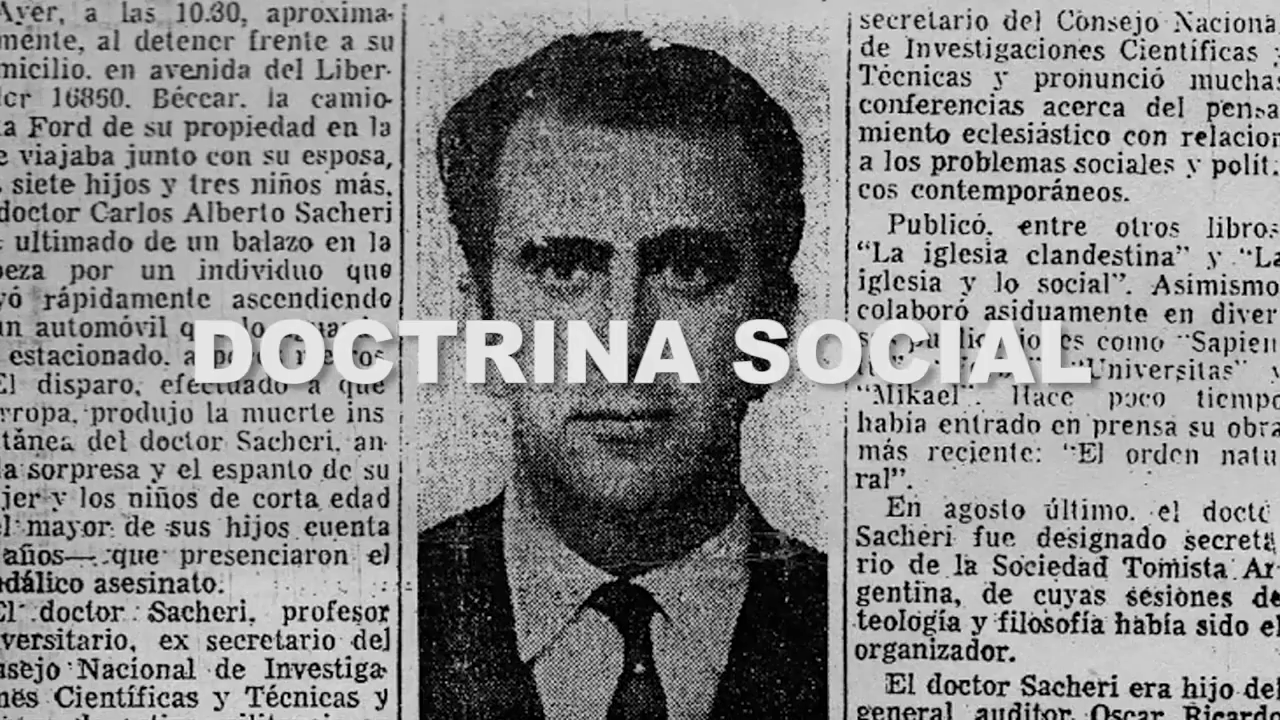 Ayer, a las 10.30, aproxima-
mente, al detener frente a su
micilio. en avenida del Liber-
dor 16850. Béccar. la camio-
a Ford de su propiedad en la
e viajaba junto con su esposa,
s siete hijos y tres niños más.
doctor Carlos Alberto Sacheri
ultimado de un balazo en la
beza por un individuo que
yó rápidamente ascendiendo
un automóvil
estacionado. a
El disparo, efectuado a que
rropa, produjo la muerte ins
tánea del doctor Sacheri, an-
la sorpresa y el espanto de su
jer y los niños de corta edad
el mayor de sus hijos cuenta
años— que presenciaron el
dálico asesinato.
El doctor Sacheri, profesor
iversitario, ex secretario del
nsejo Nacional de Investiga-
nes Científicas y Técnicas y
DOCTRINA SOCIAL
secretario del Consejo Naciona
de Investigaciones Científicas y
Técnicas y pronunció muchas
conferencias acerca del pensa
miento eclesiástico con relacion
a los problemas sociales y polít.
cos contemporáneos.
Publicó, entre otros libros
"La iglesia clandestina" y "La
iglesia y lo social". Asimismo
colaboró asiduamente en diver
como "Sapien
"Universitas" y
"Mikael". Hace poco tiempo
había entrado en prensa su obra
más reciente: "El orden natu
ral".
En agosto último. el docto
Sacheri fue designado secreta
rio de la Sociedad Tomista Ar-
gentina, de cuyas sesiones de
teología y filosofía había sido el
organizador.
El doctor Sacheri era hijo del
general auditor Oscar Ricardo